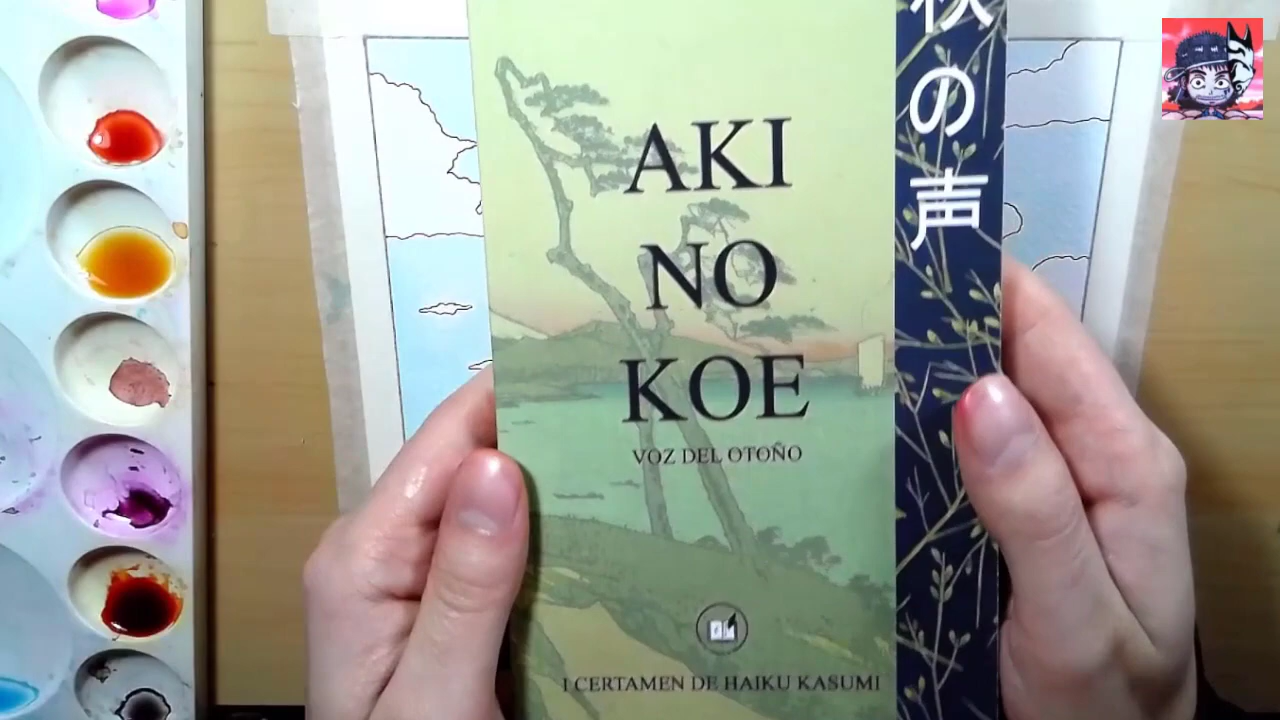 AKI
NO
KOE
VOZ DEL OTOÑO
I CERTAMEN DE HAIKU KASUMI
秋の声